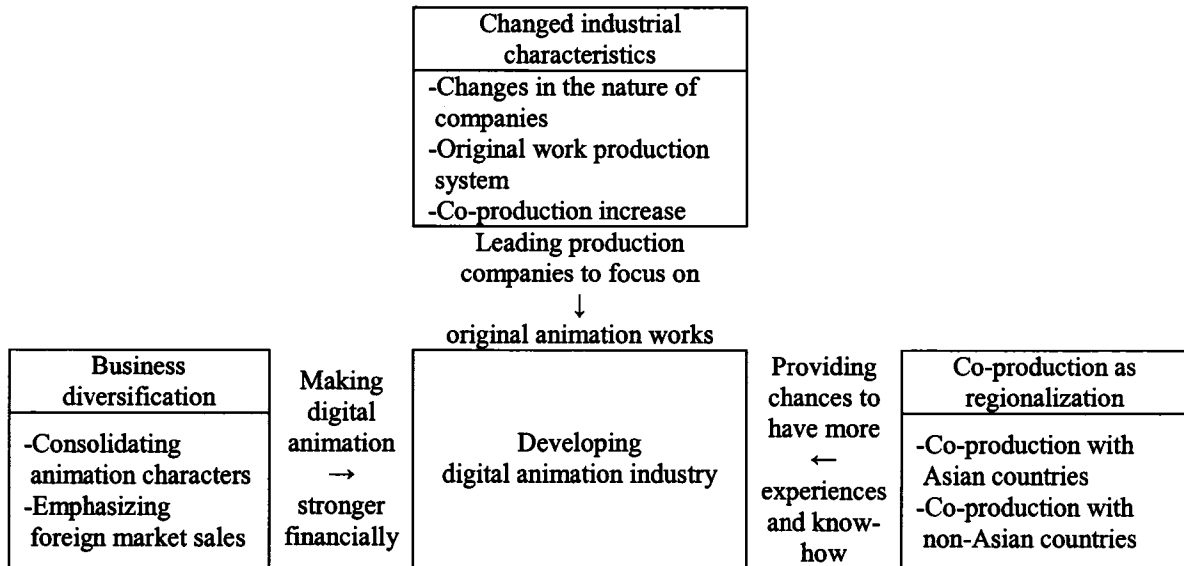 Changed industrial
characteristics
-Changes in the nature of
companies
-Original work production
system
-Co-production increase
Leading production
companies to focus on
↓
original animation works
Business
diversification
-Consolidating
animation characters
-Emphasizing
foreign market sales
Making
digital
animation
→
stronger
financially
Developing
digital animation industry
Providing
chances to
have more
←
experiences
and know-
how
Co-production as
regionalization
-Co-production with
Asian countries
-Co-production with
non-Asian countries